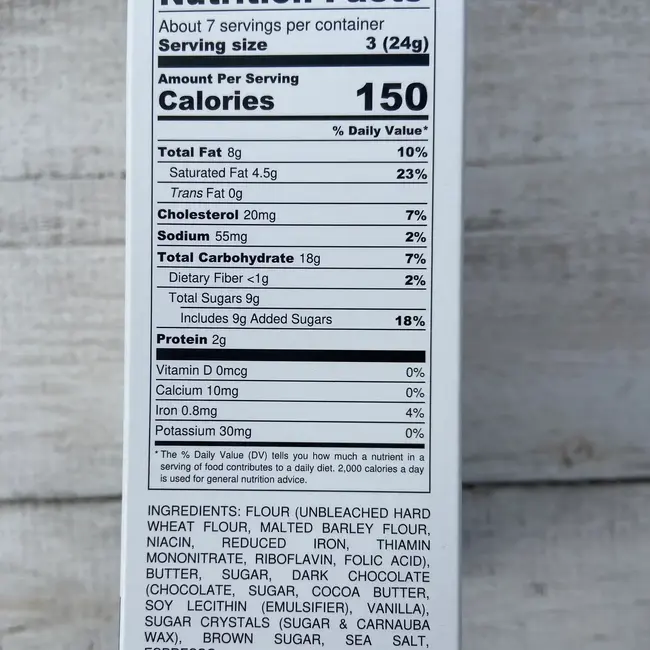 Nutrition Facts
About 7 servings per container
Serving size 3 (24g)
Amount Per Serving
Calories 150
% Daily Value*
Total Fat 8g 10%
Saturated Fat 4.5g 23%
Trans Fat 0g
Cholesterol 20mg 7%
Sodium 55mg 2%
Total Carbohydrate 18g 7%
Dietary Fiber <1g 2%
Total Sugars 9g
Includes 9g Added Sugars 18%
Protein 2g
Vitamin D 0mcg 0%
Calcium 10mg 0%
Iron 0.8mg 4%
Potassium 30mg 0%
* The % Daily Value (DV) tells you how much a nutrient in a
serving of food contributes to a daily diet. 2,000 calories a day
is used for general nutrition advice.
INGREDIENTS: FLOUR (UNBLEACHED HARD
WHEAT FLOUR, MALTED BARLEY FLOUR,
NIACIN, REDUCED IRON, THIAMIN
MONONITRATE, RIBOFLAVIN, FOLIC ACID),
BUTTER, SUGAR, DARK CHOCOLATE
(CHOCOLATE, SUGAR, COCOA BUTTER,
SOY LECITHIN (EMULSIFIER), VANILLA),
SUGAR CRYSTALS (SUGAR & CARNAUBA
WAX), BROWN SUGAR, SEA SALT,